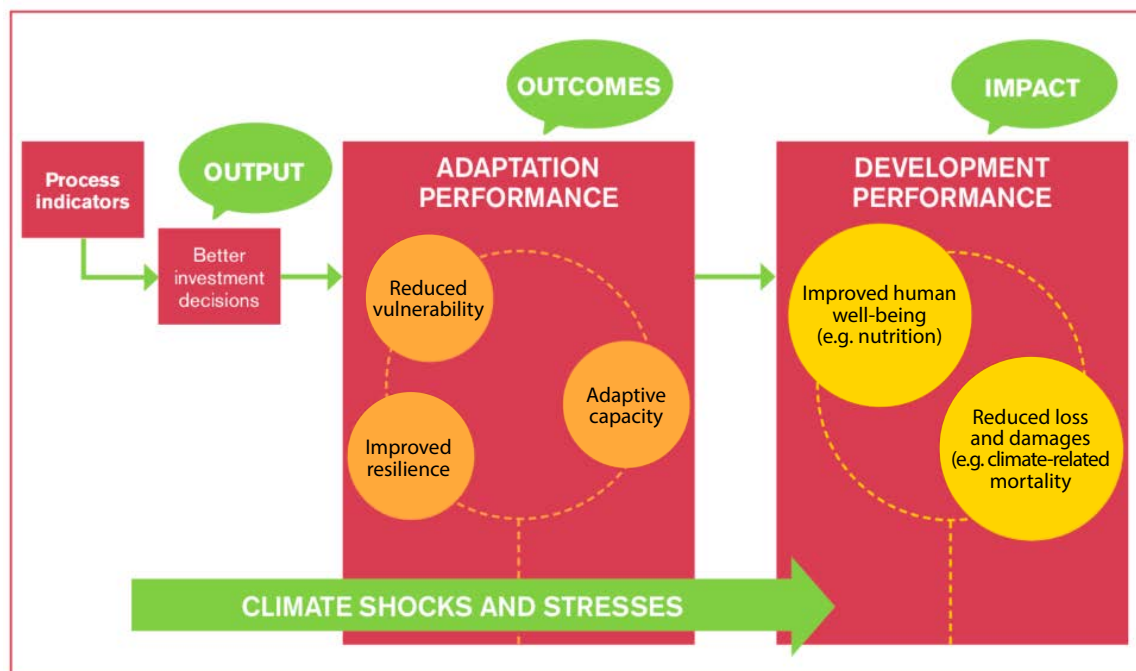 Process
indicators
OUTPUT
Better
investment
decisions
OUTCOMES
ADAPTATION
PERFORMANCE
Reduced
vulnerability
Adaptive
capacity
Improved
resilience
IMPACT
DEVELOPMENT
PERFORMANCE
Improved human
well-being
(e.g. nutrition)
Reduced loss
and damages
(e.g. climate-related
mortality
CLIMATE SHOCKS AND STRESSES